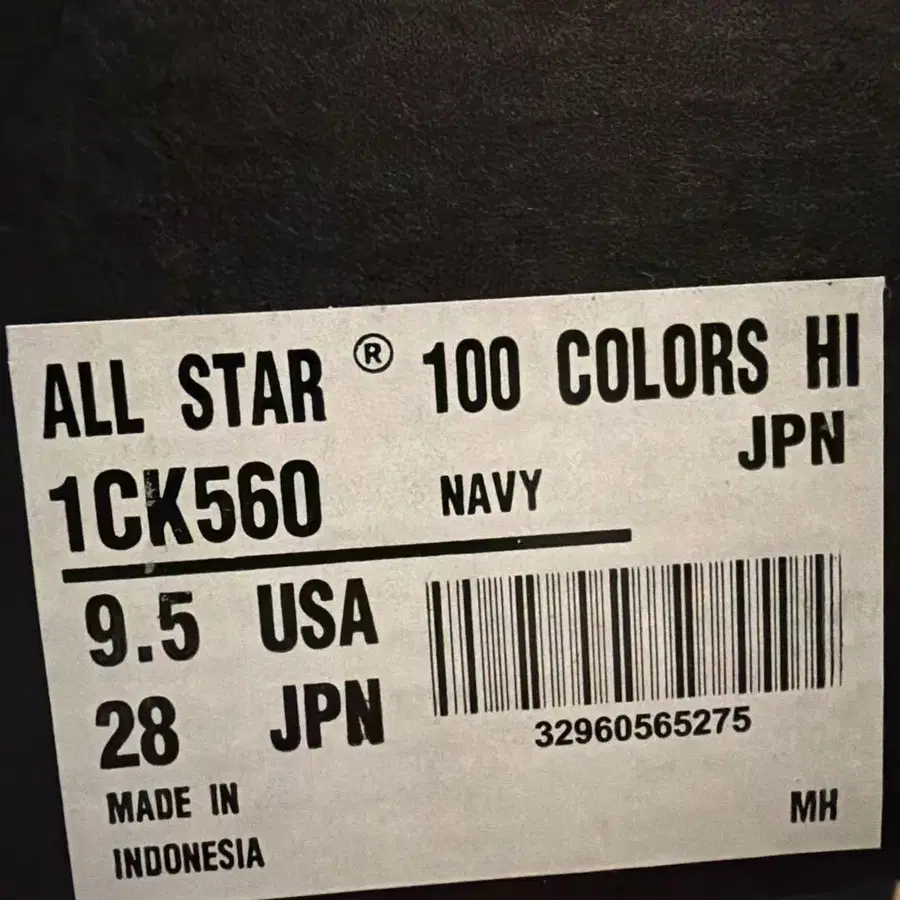 ALL STAR ® 100 COLORS HI
JPN
1CK560 NAVY
9.5 USA
28 JPN
32960565275
MADE IN
INDONESIA
MH